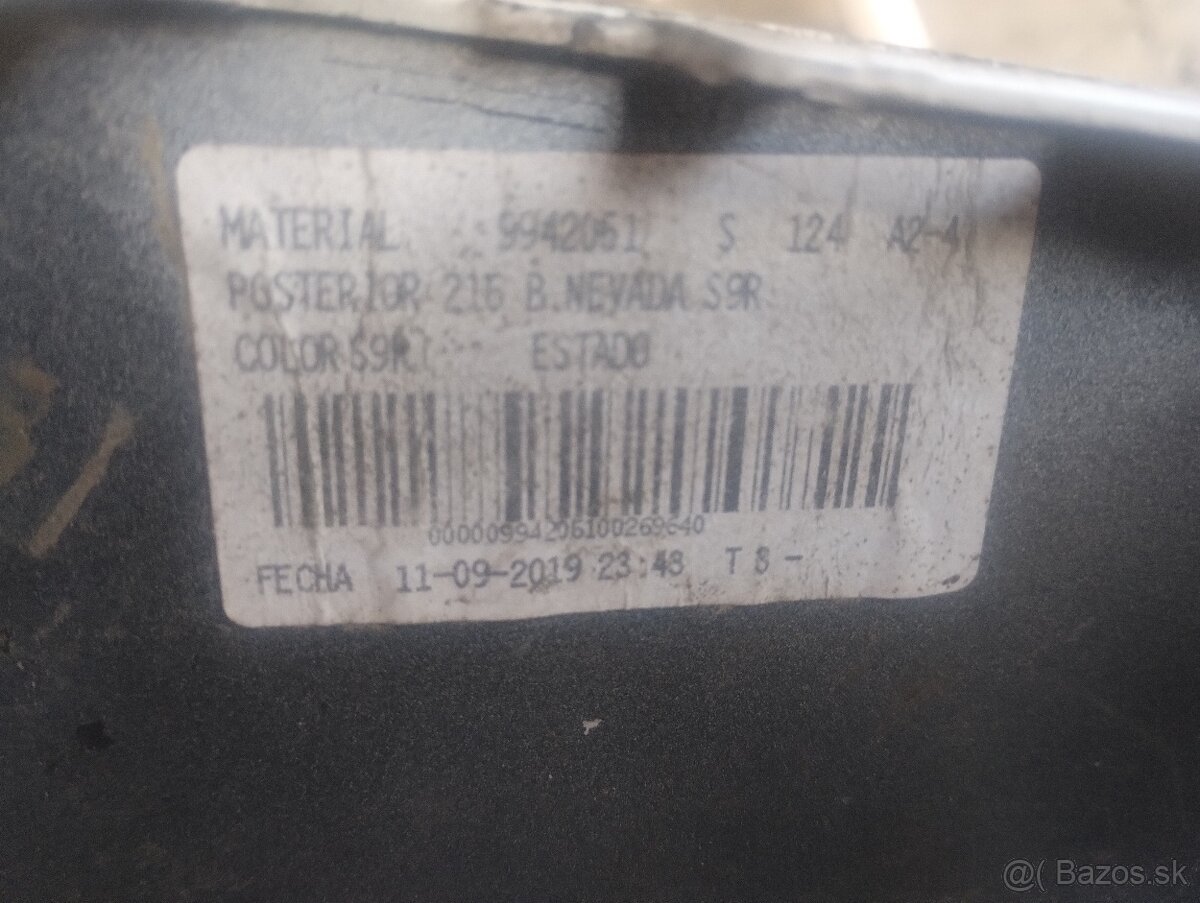 MATERIAL 9942061 S 124 A2-4
POSTERIOR 216 B.NEVADA S9R
COLOR S9R ESTADO
00000994206100269640
FECHA 11-09-2019 23:48 T 8 -
@( Bazos.sk